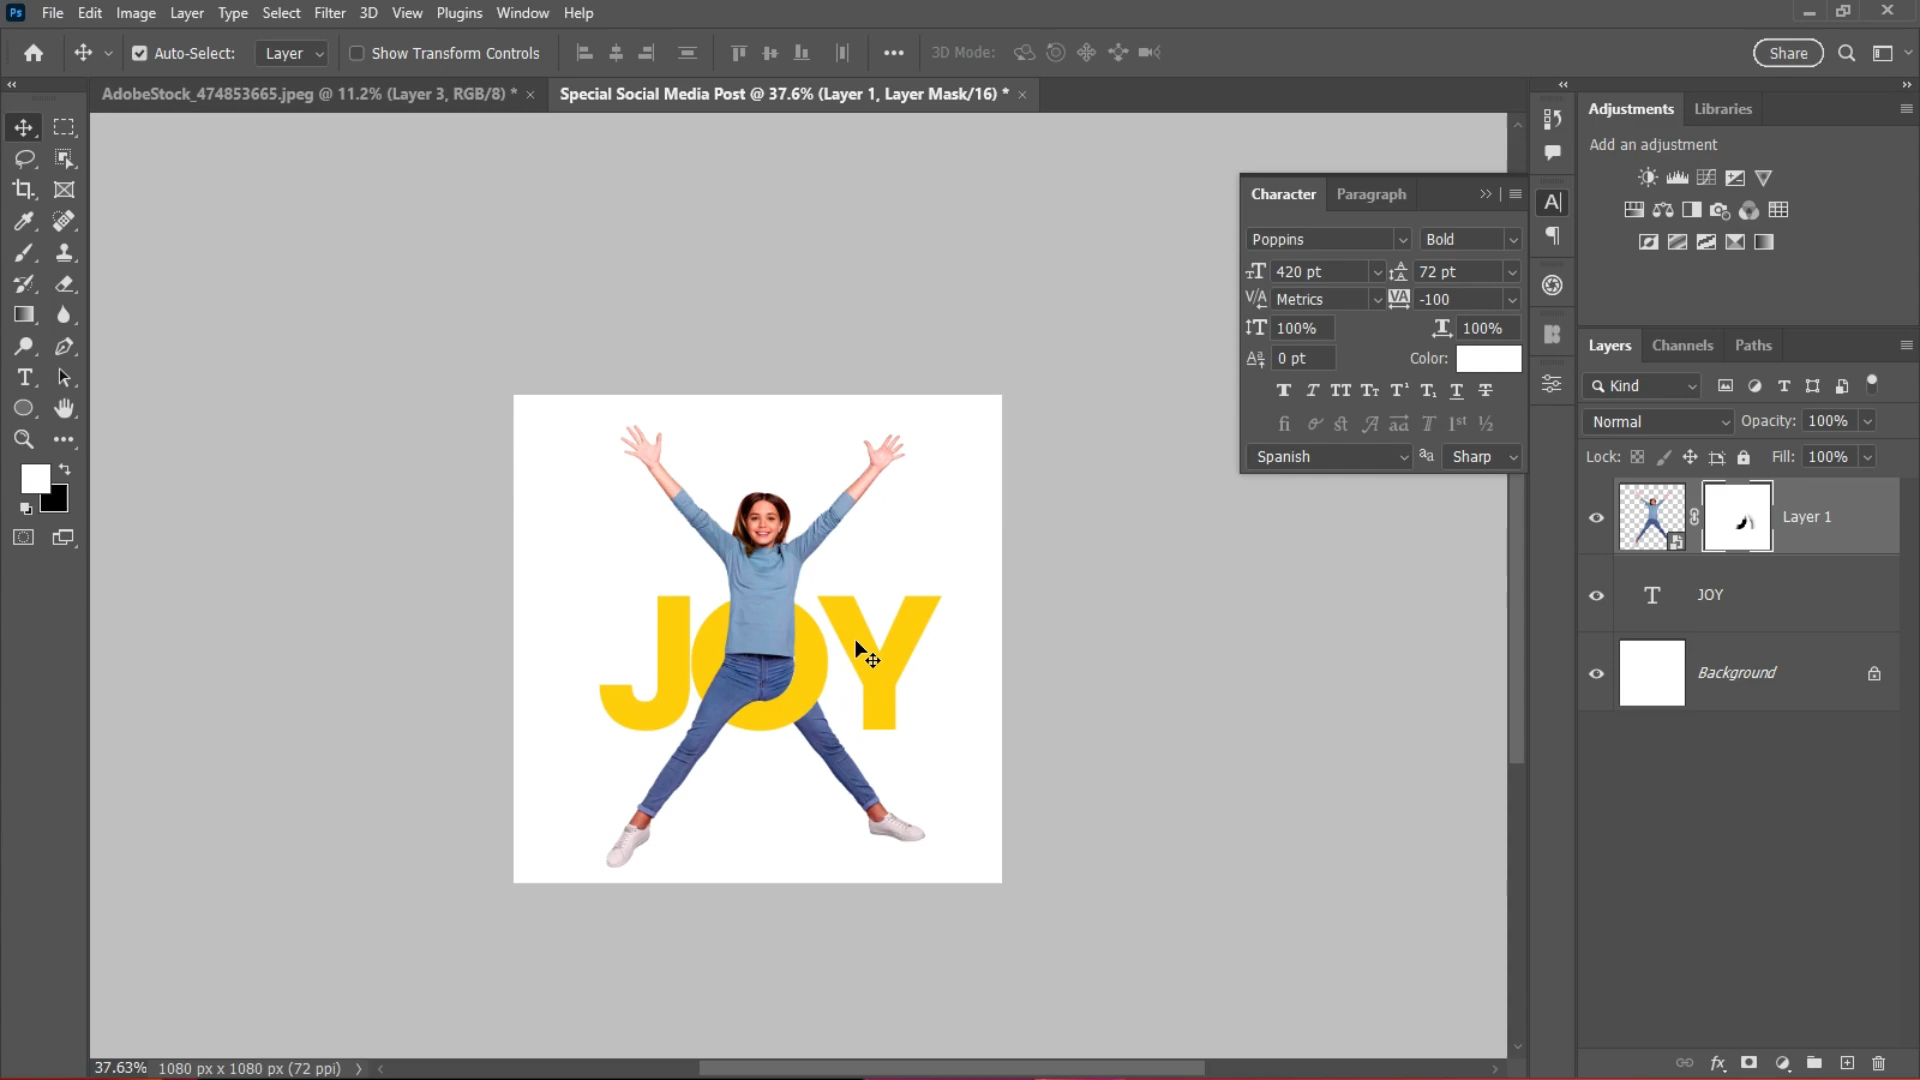 Ps File Edit Image Layer Type Select Filter 3D View Plugins Window Help
Auto-Select: Layer Show Transform Controls 3D Mode: Share
AdobeStock_474853665.jpeg @ 11.2% (Layer 3, RGB/8) * ×
Special Social Media Post @ 37.6% (Layer 1, Layer Mask/16) * ×
Adjustments Libraries
Add an adjustment
Character Paragraph
Poppins Bold
420 pt 72 pt
Metrics -100
100% 100%
0 pt Color:
Spanish Sharp
JOY
Layers Channels Paths
Kind
Normal Opacity: 100%
Lock: Fill: 100%
Layer 1
JOY
Background
37.63% 1080 px x 1080 px (72 ppi)